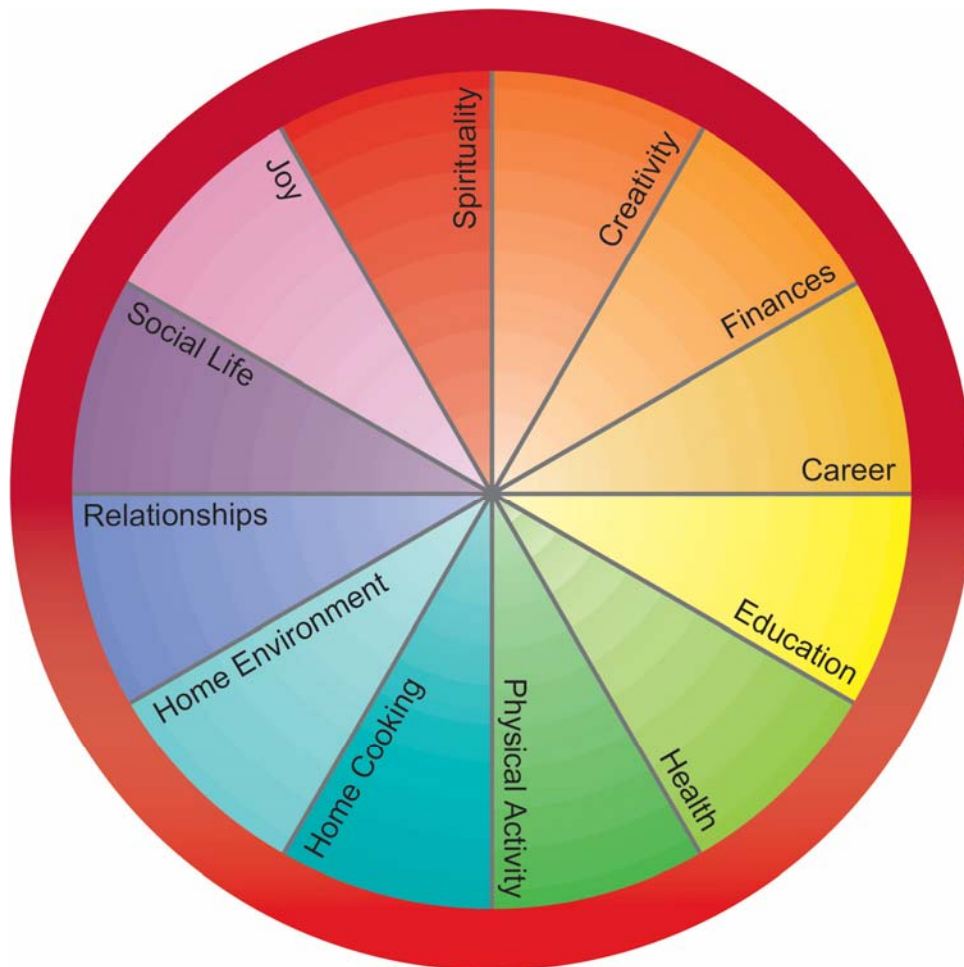 Spirituality
Creativity
Finances
Career
Education
Health
Physical Activity
Home Cooking
Home Environment
Relationships
Social Life
Joy